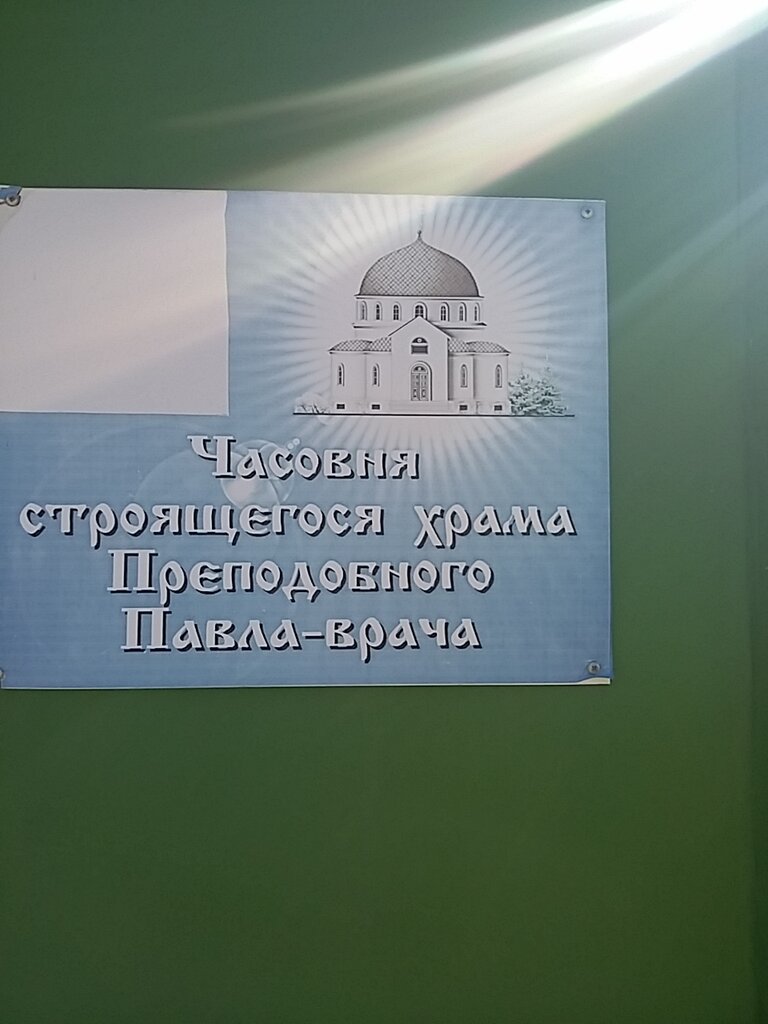 Часовня
строящегося храма
Преподобного
Павла-врача